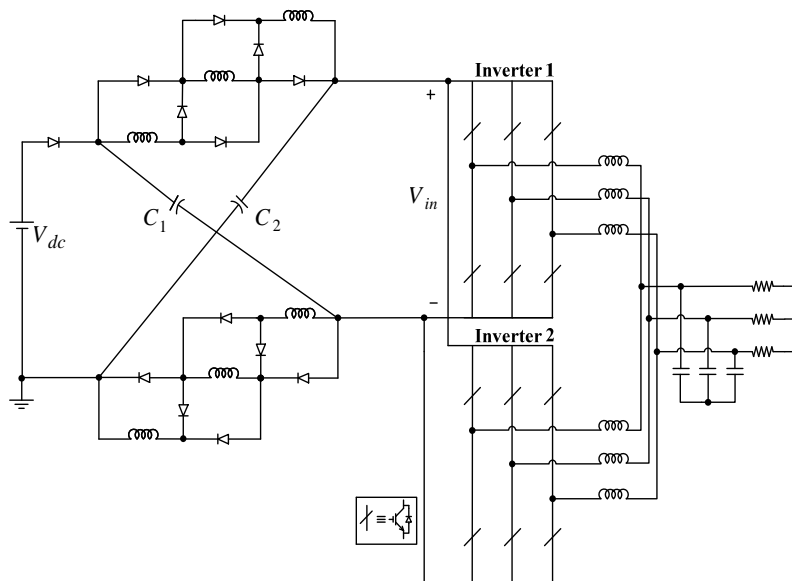 Inverter 1
+
V_in
C_1
C_2
V_dc
−
Inverter 2
≡